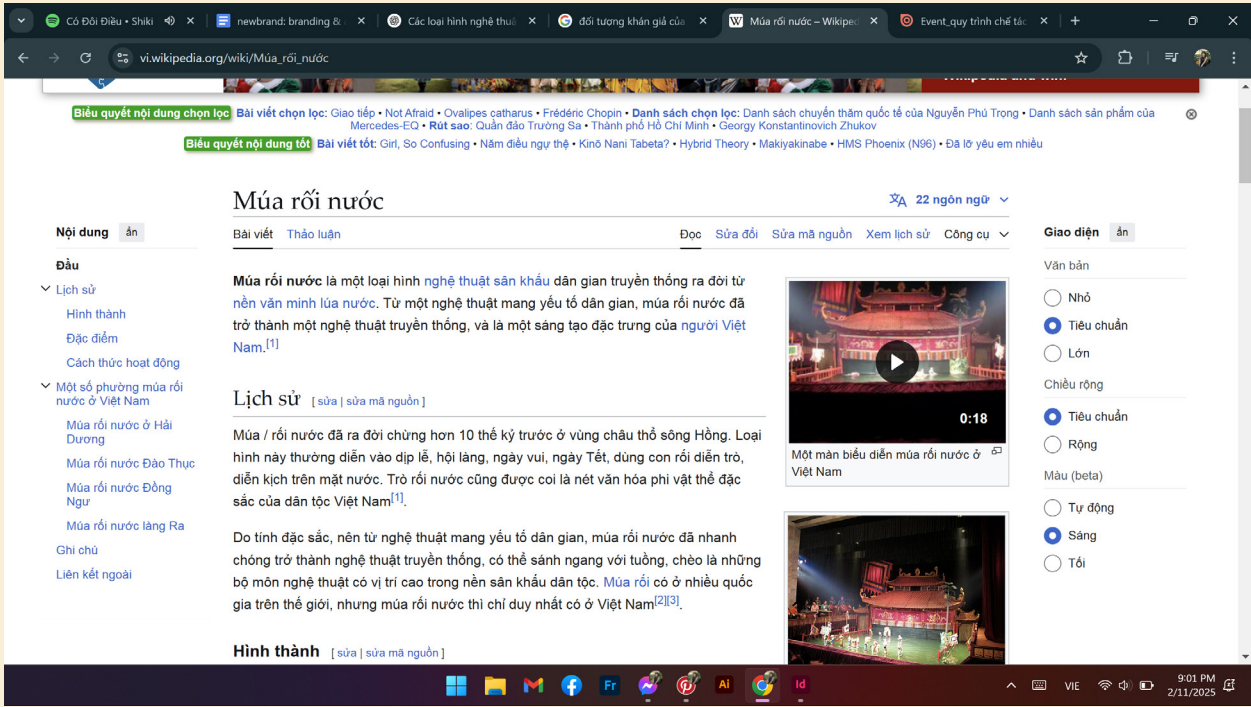 Có Đôi Điều • Shiki
newbrand: branding &
Các loại hình nghệ thuậ
đối tượng khán giả của
Múa rối nước – Wikiped
Event_quy trình chế tác
vi.wikipedia.org/wiki/Múa_rối_nước
Biểu quyết nội dung chọn lọc Bài viết chọn lọc: Giao tiếp • Not Afraid • Ovalipes catharus • Frédéric Chopin • Danh sách chọn lọc: Danh sách chuyến thăm quốc tế của Nguyễn Phú Trọng • Danh sách sản phẩm của
Mercedes-EQ • Rút sao: Quần đảo Trường Sa • Thành phố Hồ Chí Minh • Georgy Konstantinovich Zhukov
Biểu quyết nội dung tốt Bài viết tốt: Girl, So Confusing • Năm điều ngự thệ • Kinō Nani Tabeta? • Hybrid Theory • Makiyakinabe • HMS Phoenix (N96) • Đã lỡ yêu em nhiều
Múa rối nước
22 ngôn ngữ
Bài viết Thảo luận
Đọc Sửa đổi Sửa mã nguồn Xem lịch sử Công cụ
Nội dung ẩn
Đầu
Lịch sử
Hình thành
Đặc điểm
Cách thức hoạt động
Một số phường múa rối
nước ở Việt Nam
Múa rối nước ở Hải
Dương
Múa rối nước Đào Thục
Múa rối nước Đồng
Ngư
Múa rối nước làng Ra
Ghi chú
Liên kết ngoài
Múa rối nước là một loại hình nghệ thuật sân khấu dân gian truyền thống ra đời từ
nền văn minh lúa nước. Từ một nghệ thuật mang yếu tố dân gian, múa rối nước đã
trở thành một nghệ thuật truyền thống, và là một sáng tạo đặc trưng của người Việt
Nam.[1]
Lịch sử [ sửa | sửa mã nguồn ]
Múa / rối nước đã ra đời chừng hơn 10 thế kỷ trước ở vùng châu thổ sông Hồng. Loại
hình này thường diễn vào dịp lễ, hội làng, ngày vui, ngày Tết, dùng con rối diễn trò,
diễn kịch trên mặt nước. Trò rối nước cũng được coi là nét văn hóa phi vật thể đặc
sắc của dân tộc Việt Nam[1].
Do tính đặc sắc, nên từ nghệ thuật mang yếu tố dân gian, múa rối nước đã nhanh
chóng trở thành nghệ thuật truyền thống, có thể sánh ngang với tuồng, chèo là những
bộ môn nghệ thuật có vị trí cao trong nền sân khấu dân tộc. Múa rối có ở nhiều quốc
gia trên thế giới, nhưng múa rối nước thì chỉ duy nhất có ở Việt Nam[2][3].
Hình thành [ sửa | sửa mã nguồn ]
0:18
Một màn biểu diễn múa rối nước ở
Việt Nam
Giao diện ẩn
Văn bản
Nhỏ
Tiêu chuẩn
Lớn
Chiều rộng
Tiêu chuẩn
Rộng
Màu (beta)
Tự động
Sáng
Tối
Fr
Ai
Id
VIE
9:01 PM
2/11/2025